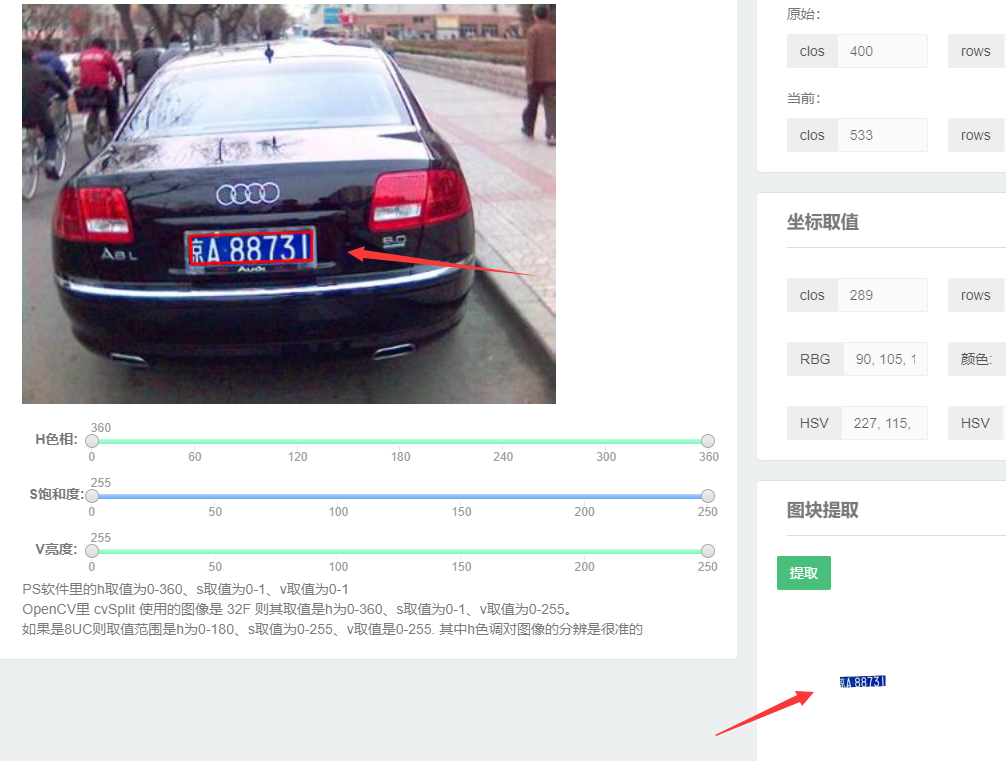 A8L
京A 88731
6.0
Audi
H色相:
360
0 60 120 180 240 300 360
S饱和度:
255
0 50 100 150 200 250
V亮度:
255
0 50 100 150 200 250
PS软件里的h取值为0-360、s取值为0-1、v取值为0-1
OpenCV里 cvSplit 使用的图像是 32F 则其取值是h为0-360、s取值为0-1、v取值为0-255。
如果是8UC则取值范围是h为0-180、s取值为0-255、v取值是0-255. 其中h色调对图像的分辨是很准的
原始:
clos 400 rows
当前:
clos 533 rows
坐标取值
clos 289 rows
RBG 90, 105, 1 颜色:
HSV 227, 115, HSV
图块提取
提取
京A 88731